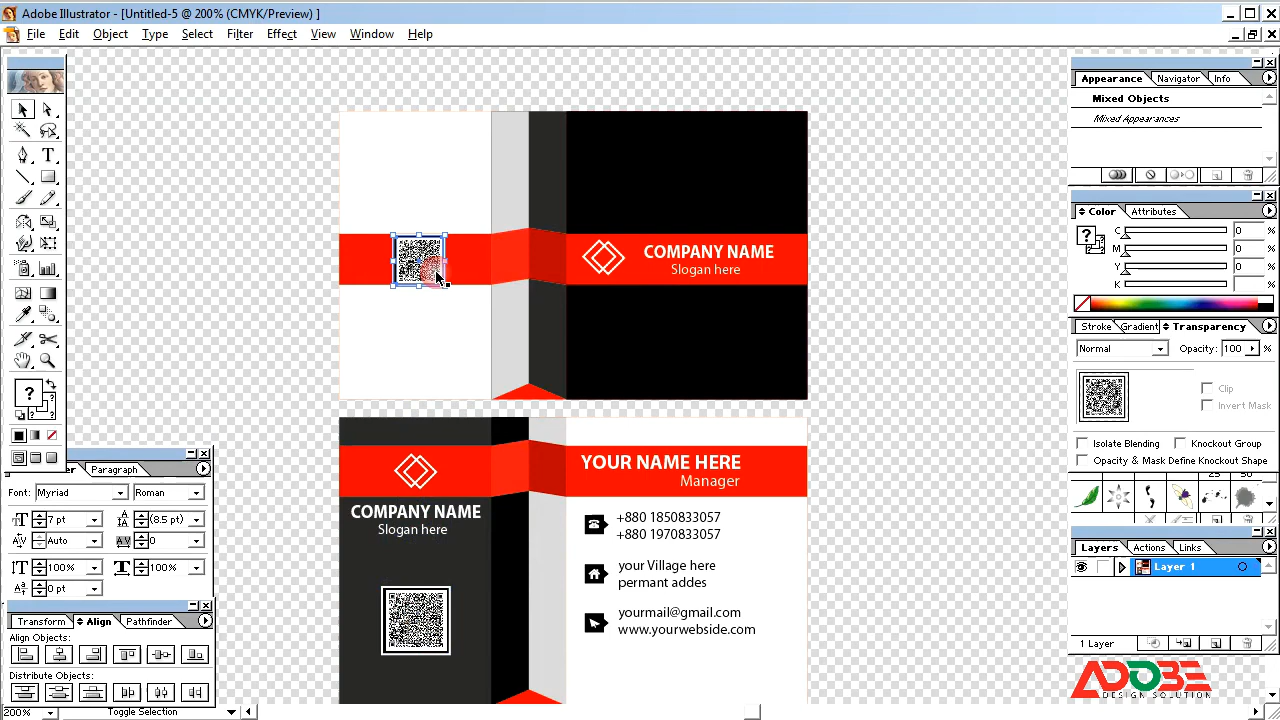 Adobe Illustrator - [Untitled-5 @ 200% (CMYK/Preview) ]
File Edit Object Type Select Filter Effect View Window Help
Appearance Navigator Info
Mixed Objects
Mixed Appearances
Color Attributes
C 0 %
M 0
Y 0 %
K
Stroke Gradient Transparency
Normal Opacity: 100 %
Clip
Invert Mask
Isolate Blending Knockout Group
Opacity & Mask Define Knockout Shape
Layers Actions Links
Layer 1
1 Layer
ADOBE
DESIGN SOLUTION
COMPANY NAME
Slogan here
YOUR NAME HERE
Manager
COMPANY NAME
Slogan here
+880 1850833057
+880 1970833057
your Village here
permant addes
yourmail@gmail.com
www.yourwebside.com
Paragraph
Font: Myriad Roman
7 pt (8.5 pt)
Auto 0
100% 100%
0 pt
Transform Align Pathfinder
Align Objects:
Distribute Objects:
200% Toggle Selection